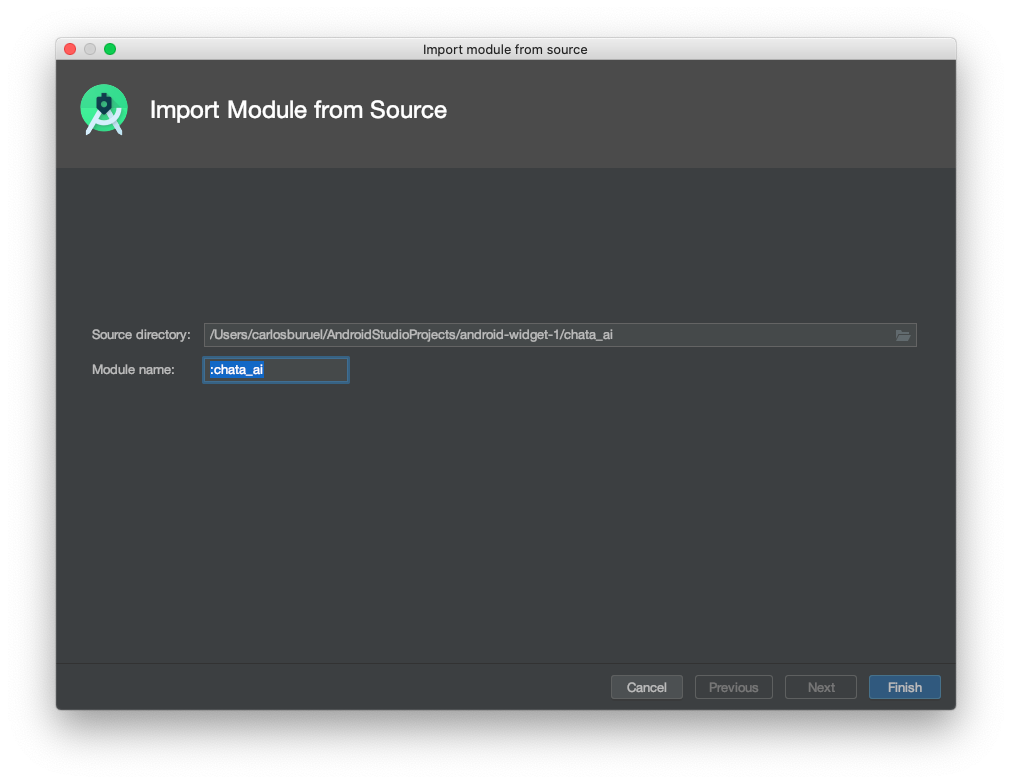 Import module from source
Import Module from Source
Source directory: /Users/carlosburuel/AndroidStudioProjects/android-widget-1/chata_ai
Module name: :chata_ai
Cancel Previous Next Finish